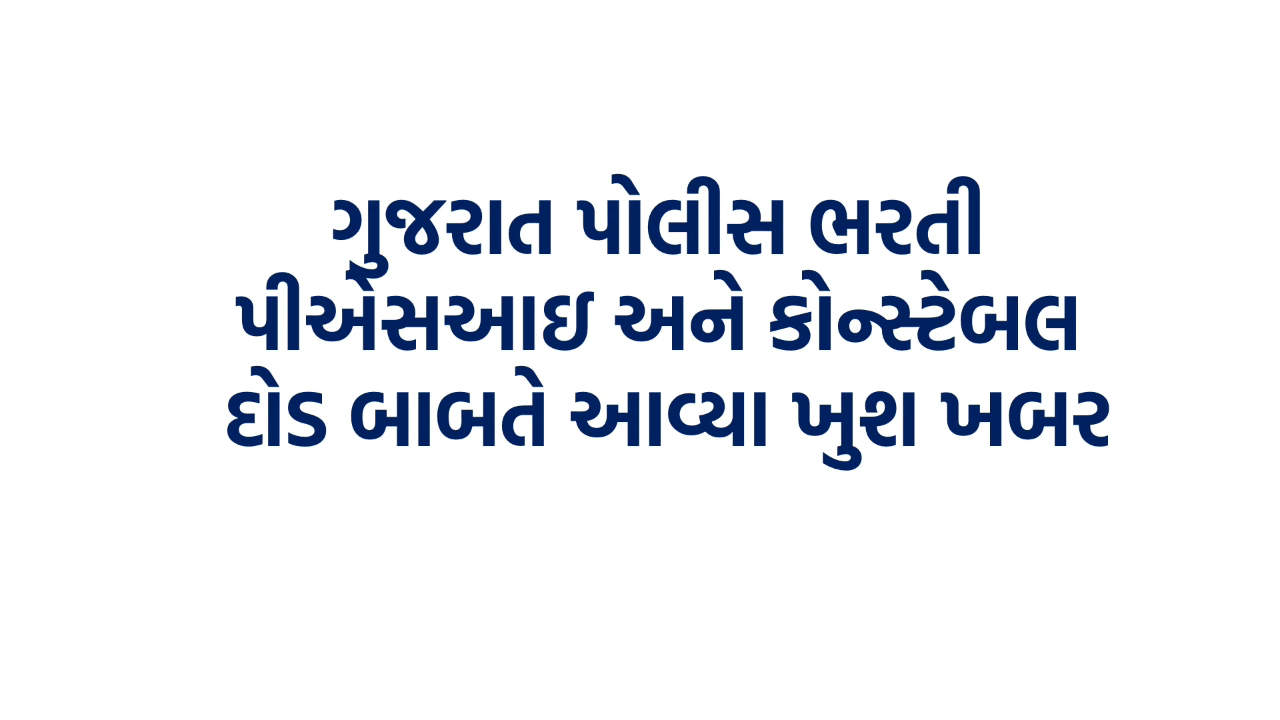 ગુજરાત પોલીસ ભરતી
પીએસઆઇ અને કોન્સ્ટેબલ
દોડ બાબતે આવ્યા ખુશ ખબર